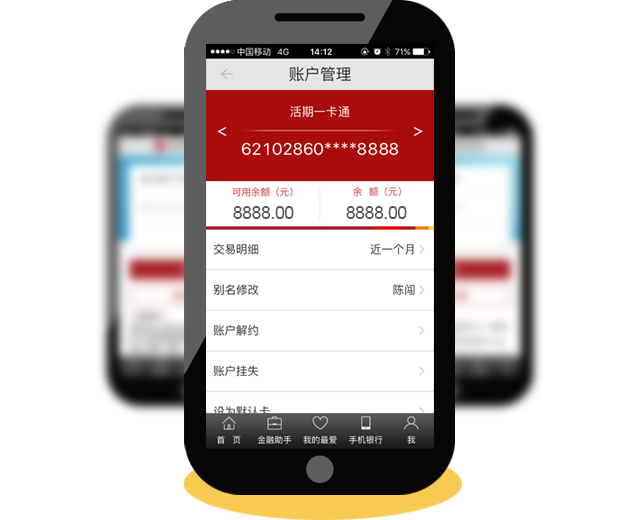 中国移动 4G 14:12 71%
账户管理
活期一卡通
< >
62102860****8888
可用余额（元） 余 额（元）
8888.00 8888.00
交易明细 近一个月
别名修改 陈闯
账户解约
账户挂失
设为默认卡
首 页 金融助手 我的最爱 手机银行 我